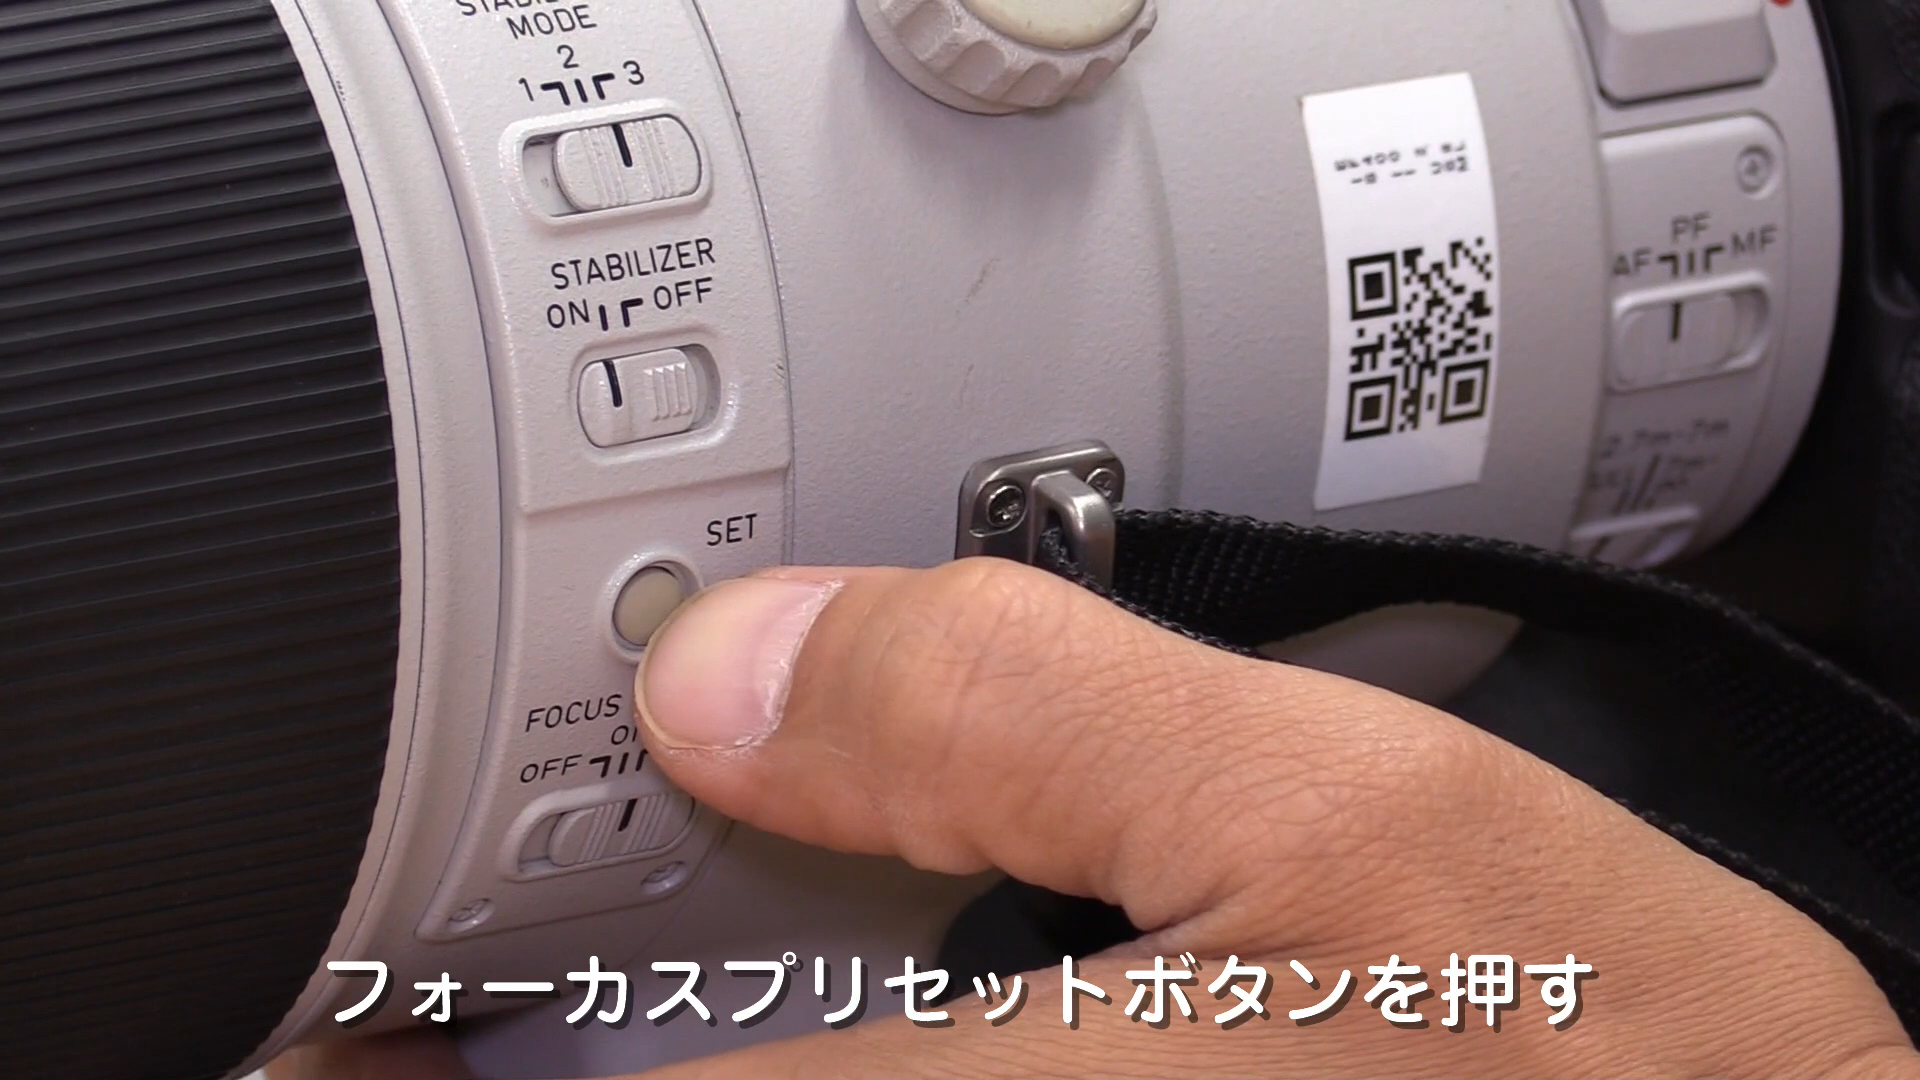 MODE
2
1 3
STABILIZER
ON OFF
SET
FOCUS
OFF
PF
AF MF
フォーカスプリセットボタンを押す